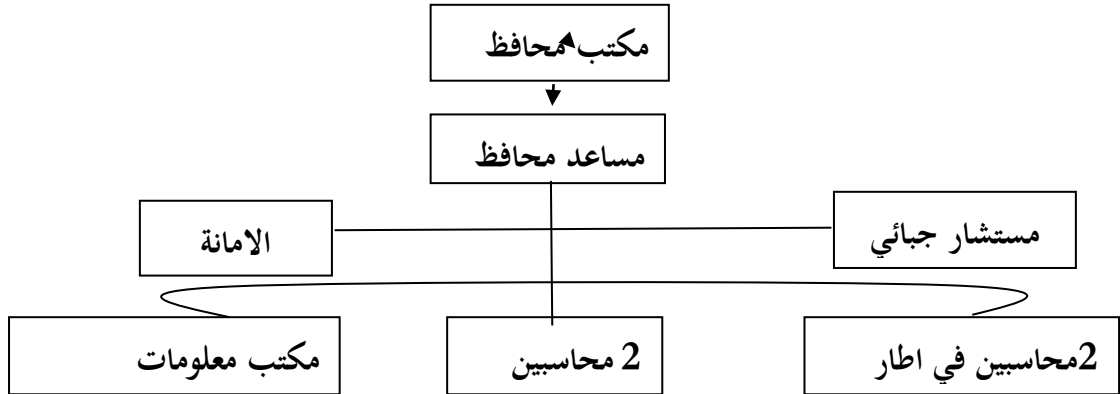 مكتب محافظ
مساعد محافظ
مستشار جبائي
الامانة
2محاسبين في اطار
2 محاسبين
مكتب معلومات